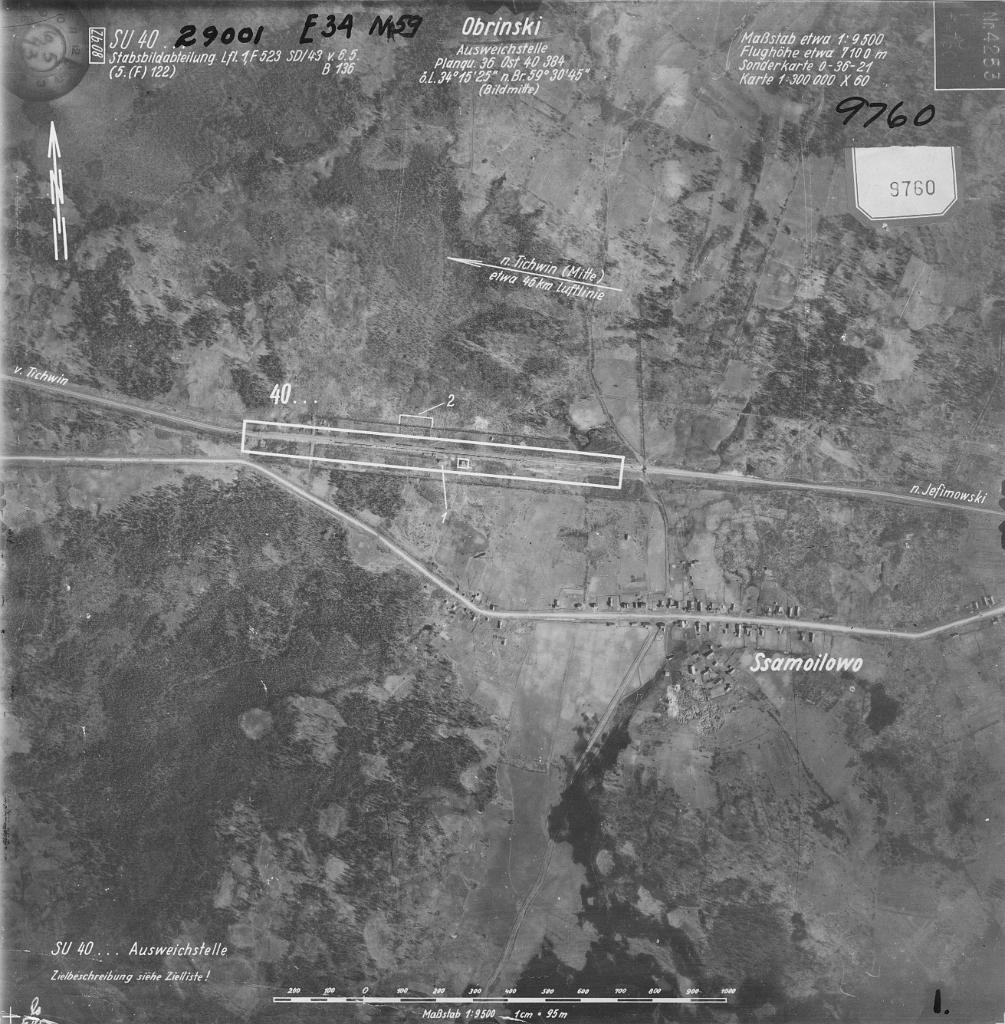 SU 40 ... 29001 E34 N59
Stabsbildabteilung Lfl. 1, F 523 SD/43 v. 6.5.
(5. (F) 122) B 136
Obrinski
Ausweichstelle
Planqu. 36 Ost 40 384
ö.L. 34°15'25" n.Br. 59°30'45"
(Bildmitte)
Maßstab etwa 1:9500
Flughöhe etwa 7100 m
Sonderkarte O-36-21
Karte 1:300 000 X 60
Nr 4253
9760
9760
N
n. Tichwin (Mitte)
etwa 46 km Luftlinie
v. Tichwin
40 ...
2
1
n. Jefimowski
Ssamoilowo
SU 40 ... Ausweichstelle
Zielbeschreibung siehe Zielliste!
200 100 0 100 200 300 400 500 600 700 800 900 1000
Maßstab 1:9500 1cm = 95m
1.